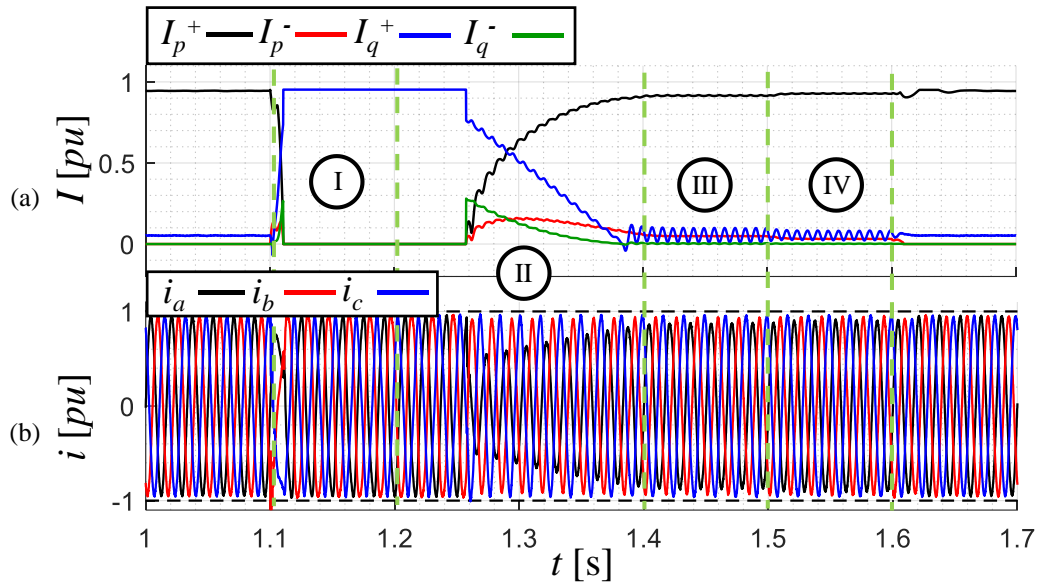 I_p^+ I_p^- I_q^+ I_q^-
1
0.5
0
I [pu]
(a)
I
II
III
IV
i_a i_b i_c
1
0
-1
i [pu]
(b)
1 1.1 1.2 1.3 1.4 1.5 1.6 1.7
t [s]